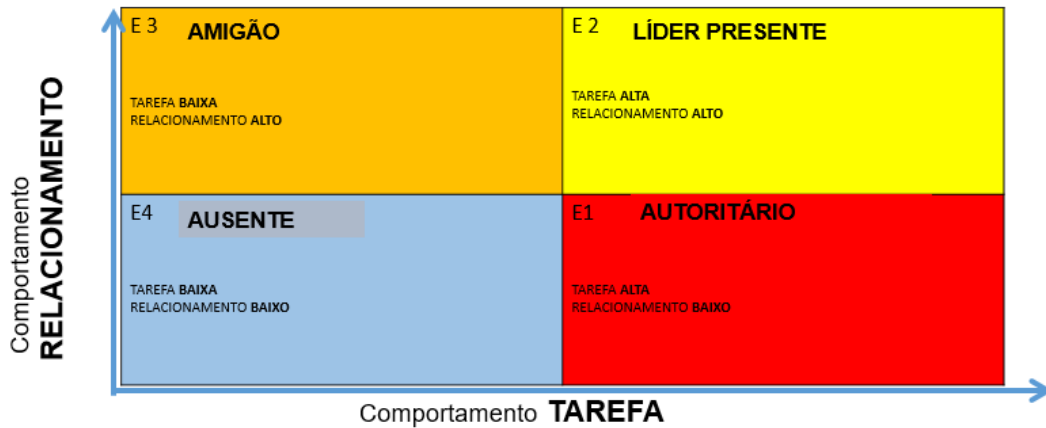 E 3 AMIGÃO
TAREFA BAIXA
RELACIONAMENTO ALTO
E 2 LÍDER PRESENTE
TAREFA ALTA
RELACIONAMENTO ALTO
E4 AUSENTE
TAREFA BAIXA
RELACIONAMENTO BAIXO
E1 AUTORITÁRIO
TAREFA ALTA
RELACIONAMENTO BAIXO
Comportamento
RELACIONAMENTO
Comportamento TAREFA